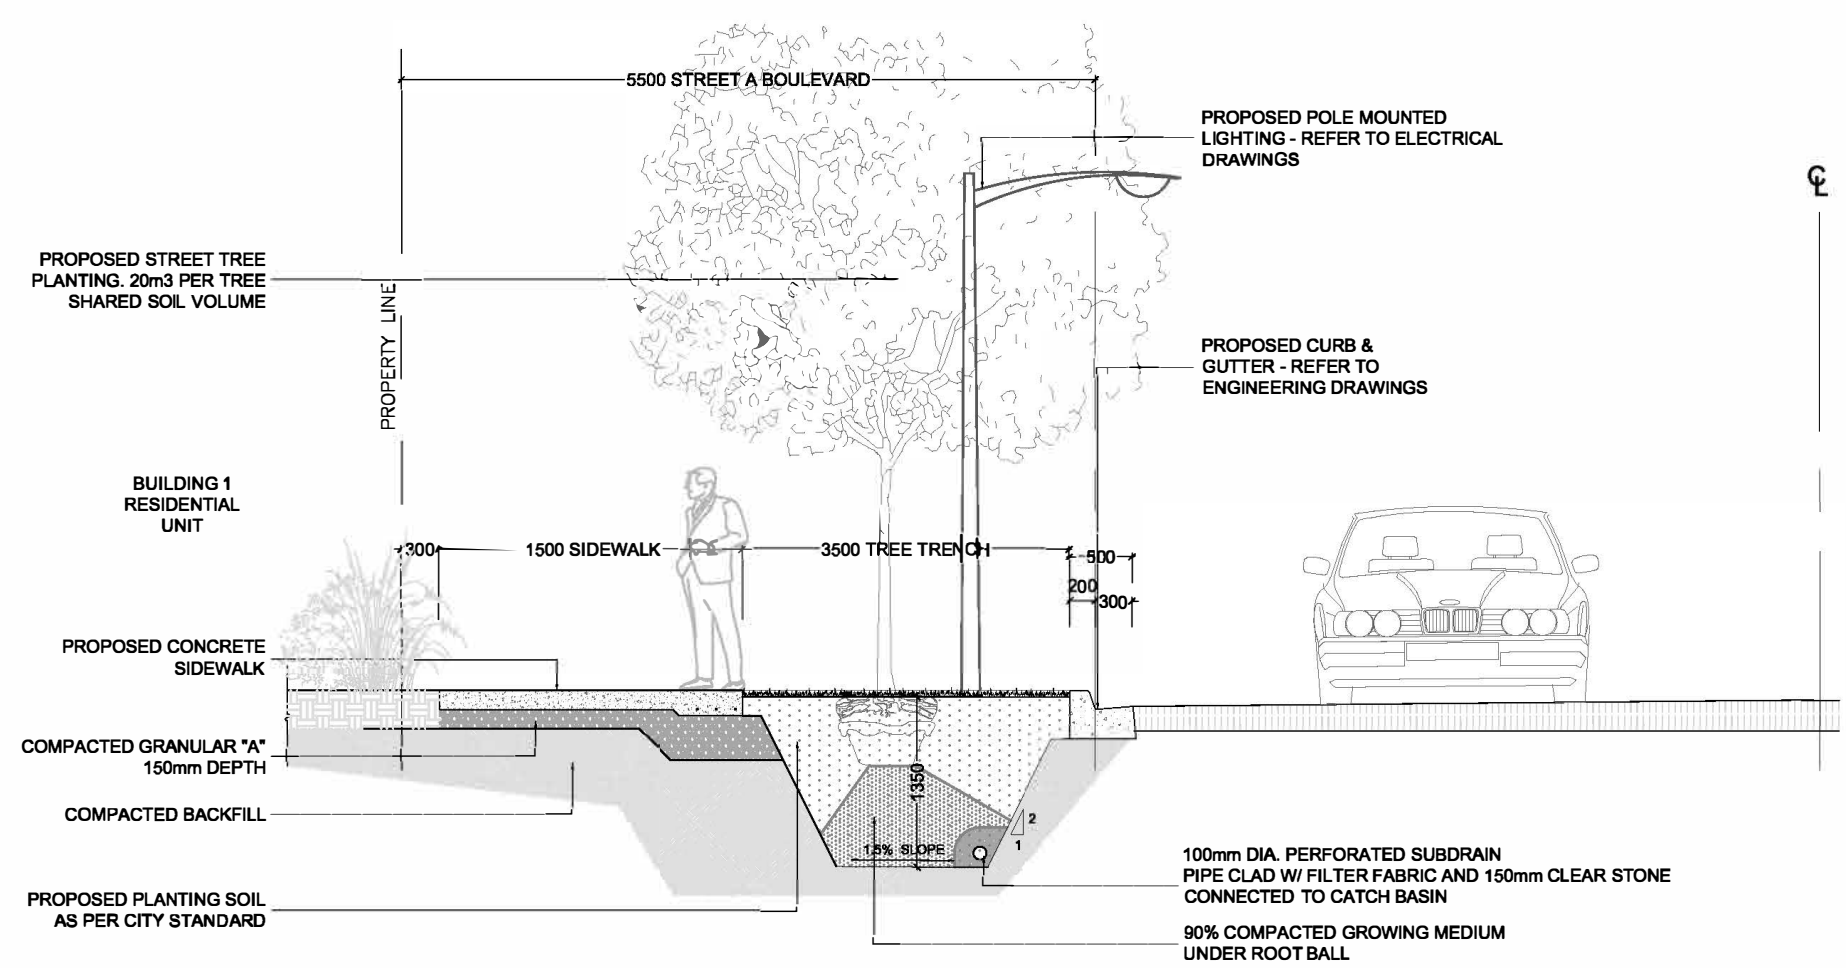 5500 STREET A BOULEVARD
PROPOSED POLE MOUNTED
LIGHTING - REFER TO ELECTRICAL
DRAWINGS
CL
PROPOSED STREET TREE
PLANTING. 20m3 PER TREE
SHARED SOIL VOLUME
PROPERTY LINE
PROPOSED CURB &
GUTTER - REFER TO
ENGINEERING DRAWINGS
BUILDING 1
RESIDENTIAL
UNIT
300
1500 SIDEWALK
3500 TREE TRENCH
500
200
300
PROPOSED CONCRETE
SIDEWALK
COMPACTED GRANULAR "A"
150mm DEPTH
1350
COMPACTED BACKFILL
2
1
1.5% SLOPE
100mm DIA. PERFORATED SUBDRAIN
PIPE CLAD W/ FILTER FABRIC AND 150mm CLEAR STONE
CONNECTED TO CATCH BASIN
PROPOSED PLANTING SOIL
AS PER CITY STANDARD
90% COMPACTED GROWING MEDIUM
UNDER ROOT BALL